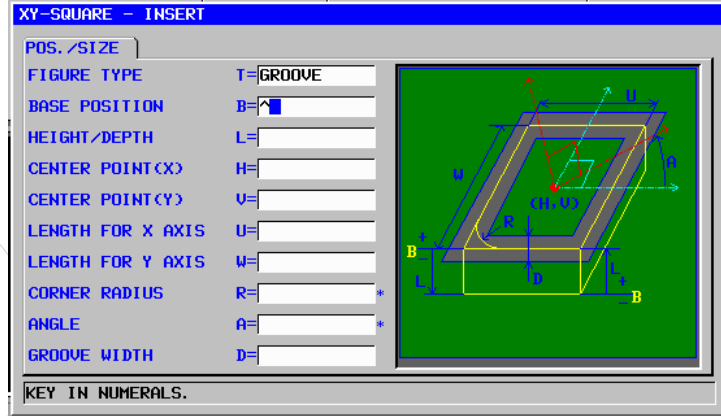 XY-SQUARE - INSERT
POS./SIZE
FIGURE TYPE T=GROOVE
BASE POSITION B=^
HEIGHT/DEPTH L=
CENTER POINT(X) H=
CENTER POINT(Y) V=
LENGTH FOR X AXIS U=
LENGTH FOR Y AXIS W=
CORNER RADIUS R= *
ANGLE A= *
GROOVE WIDTH D=
U
W
A
(H,V)
R
+
B
-
L
D
L
+
-
B
KEY IN NUMERALS.